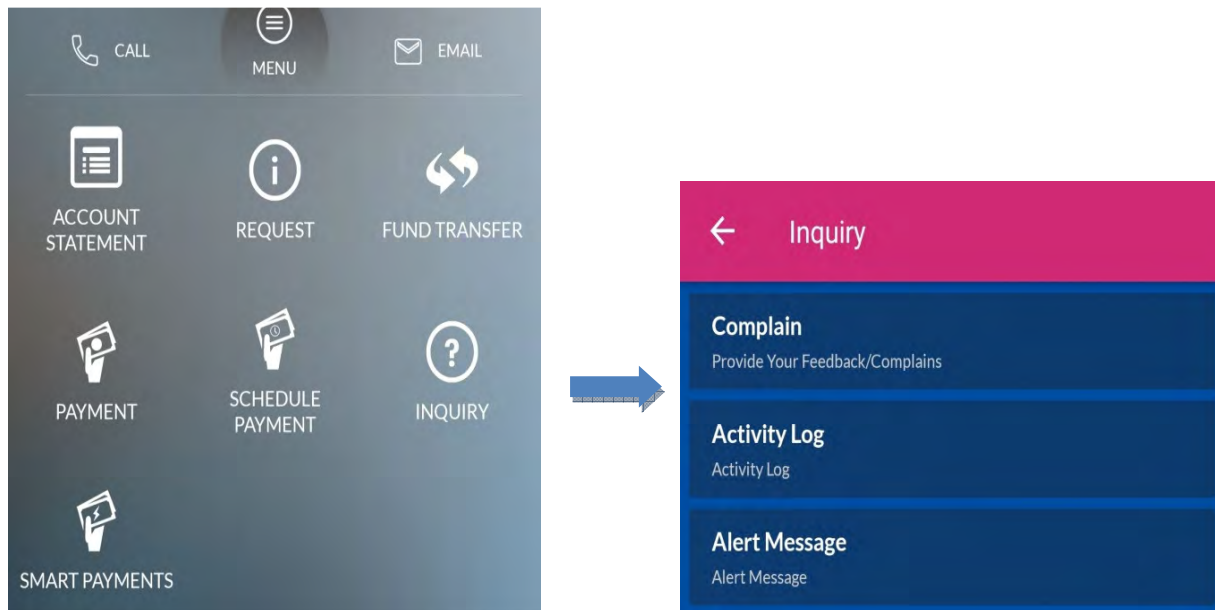 CALL
MENU
EMAIL
ACCOUNT
STATEMENT
REQUEST
FUND TRANSFER
PAYMENT
SCHEDULE
PAYMENT
INQUIRY
SMART PAYMENTS
Inquiry
Complain
Provide Your Feedback/Complains
Activity Log
Activity Log
Alert Message
Alert Message